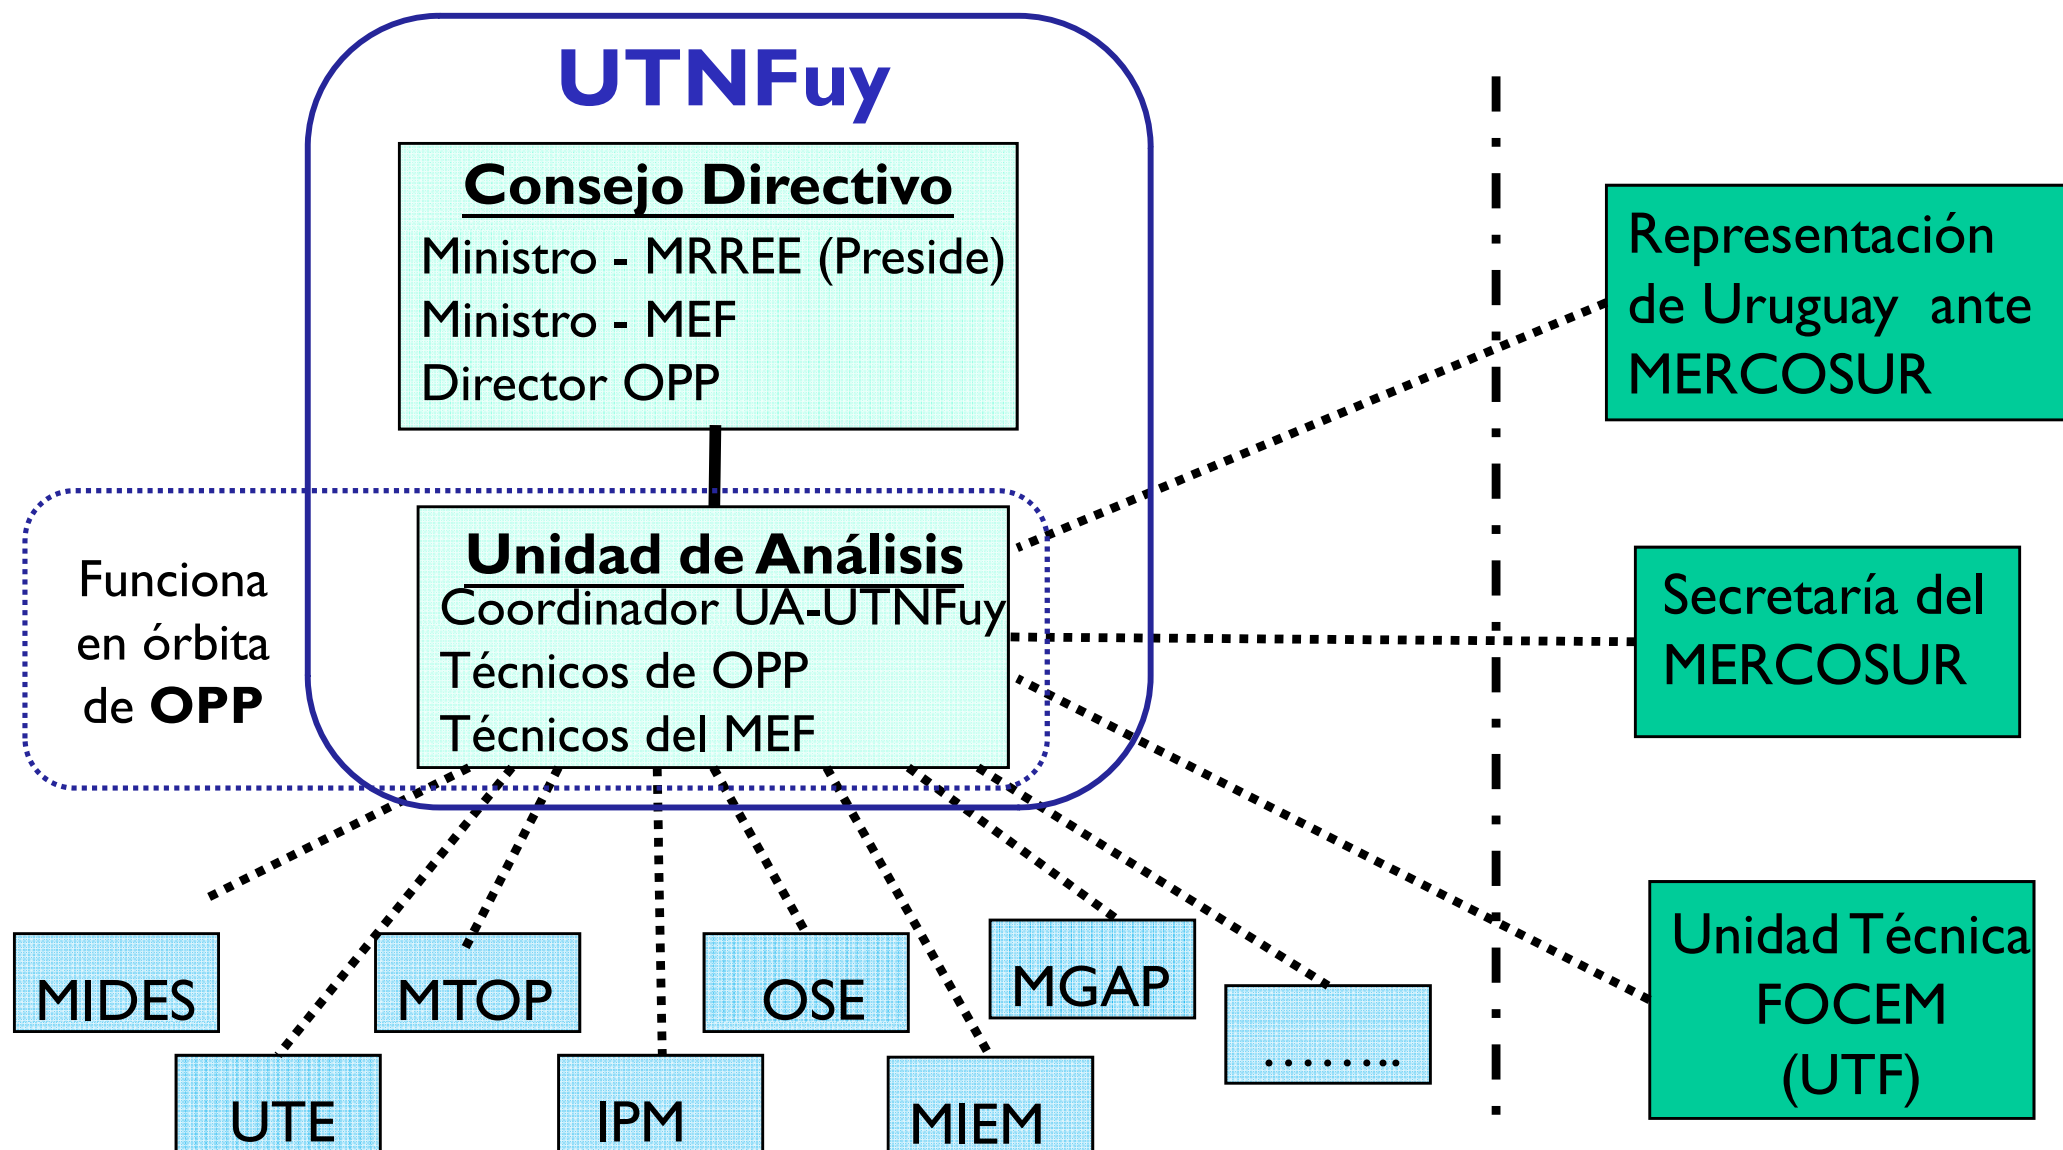 UTNFuy
Consejo Directivo
Ministro - MRREE (Preside)
Ministro - MEF
Director OPP
Funciona
en órbita
de OPP
Unidad de Análisis
Coordinador UA-UTNFuy
Técnicos de OPP
Técnicos del MEF
Representación
de Uruguay ante
MERCOSUR
Secretaría del
MERCOSUR
Unidad Técnica
FOCEM
(UTF)
MIDES
MTOP
OSE
MGAP
.........
UTE
IPM
MIEM